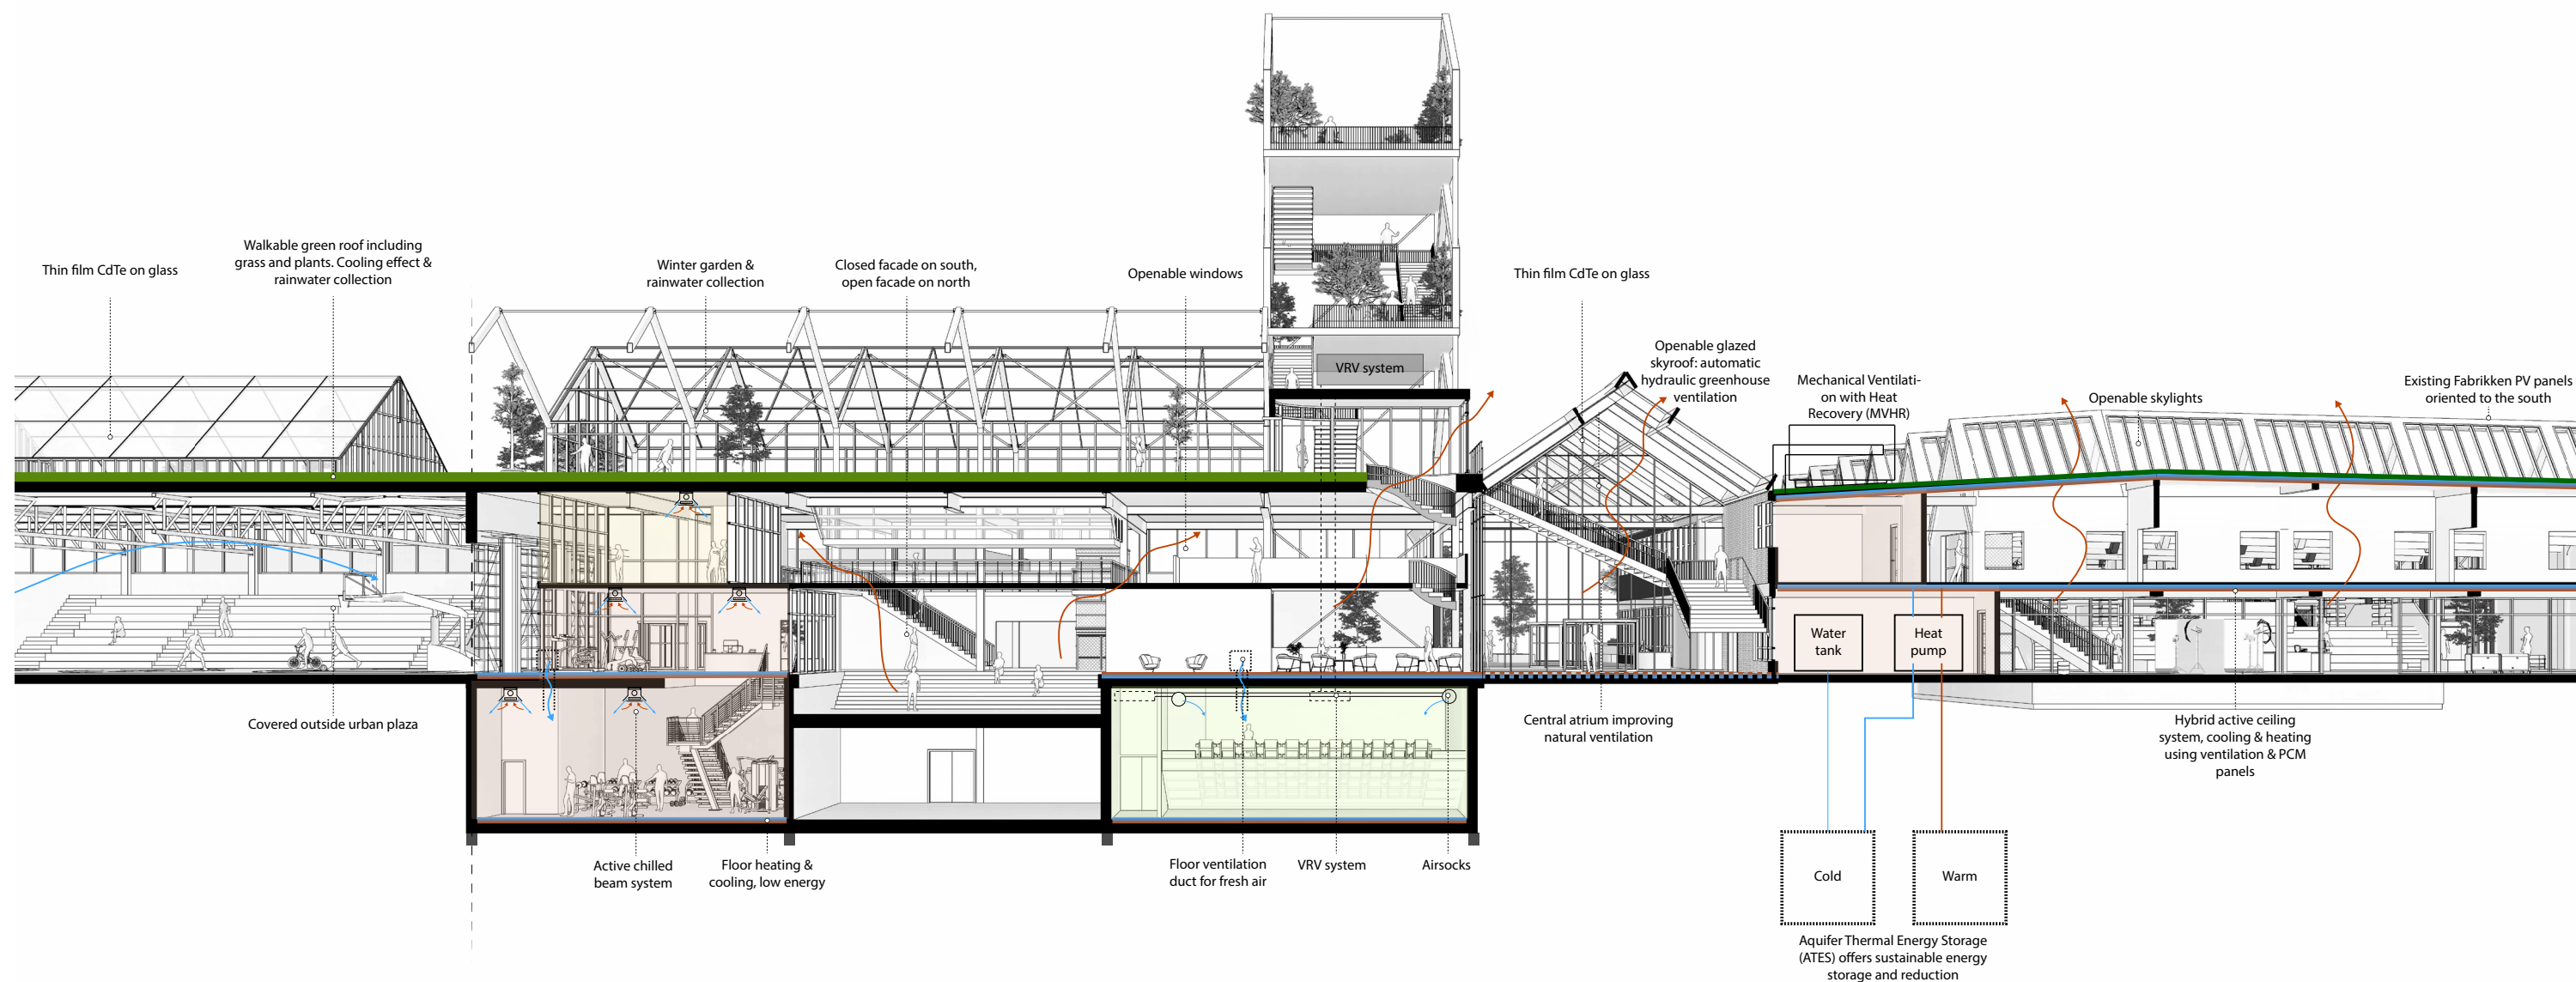 Thin film CdTe on glass
Walkable green roof including
grass and plants. Cooling effect &
rainwater collection
Winter garden &
rainwater collection
Closed facade on south,
open facade on north
Openable windows
VRV system
Thin film CdTe on glass
Openable glazed
skyroof: automatic
hydraulic greenhouse
ventilation
Mechanical Ventilati-
on with Heat
Recovery (MVHR)
Openable skylights
Existing Fabrikken PV panels
oriented to the south
Water
tank
Heat
pump
Covered outside urban plaza
Central atrium improving
natural ventilation
Hybrid active ceiling
system, cooling & heating
using ventilation & PCM
panels
Active chilled
beam system
Floor heating &
cooling, low energy
Floor ventilation
duct for fresh air
VRV system
Airsocks
Cold
Warm
Aquifer Thermal Energy Storage
(ATES) offers sustainable energy
storage and reduction